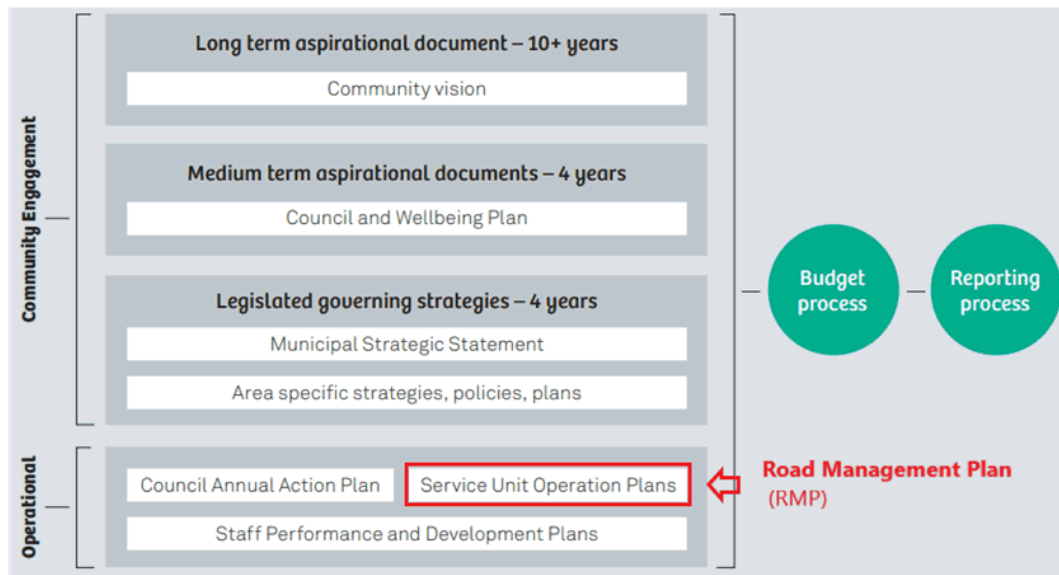 Community Engagement
Long term aspirational document – 10+ years
Community vision
Medium term aspirational documents – 4 years
Council and Wellbeing Plan
Legislated governing strategies – 4 years
Municipal Strategic Statement
Area specific strategies, policies, plans
Operational
Council Annual Action Plan
Service Unit Operation Plans
Staff Performance and Development Plans
Budget
process
Reporting
process
Road Management Plan
(RMP)